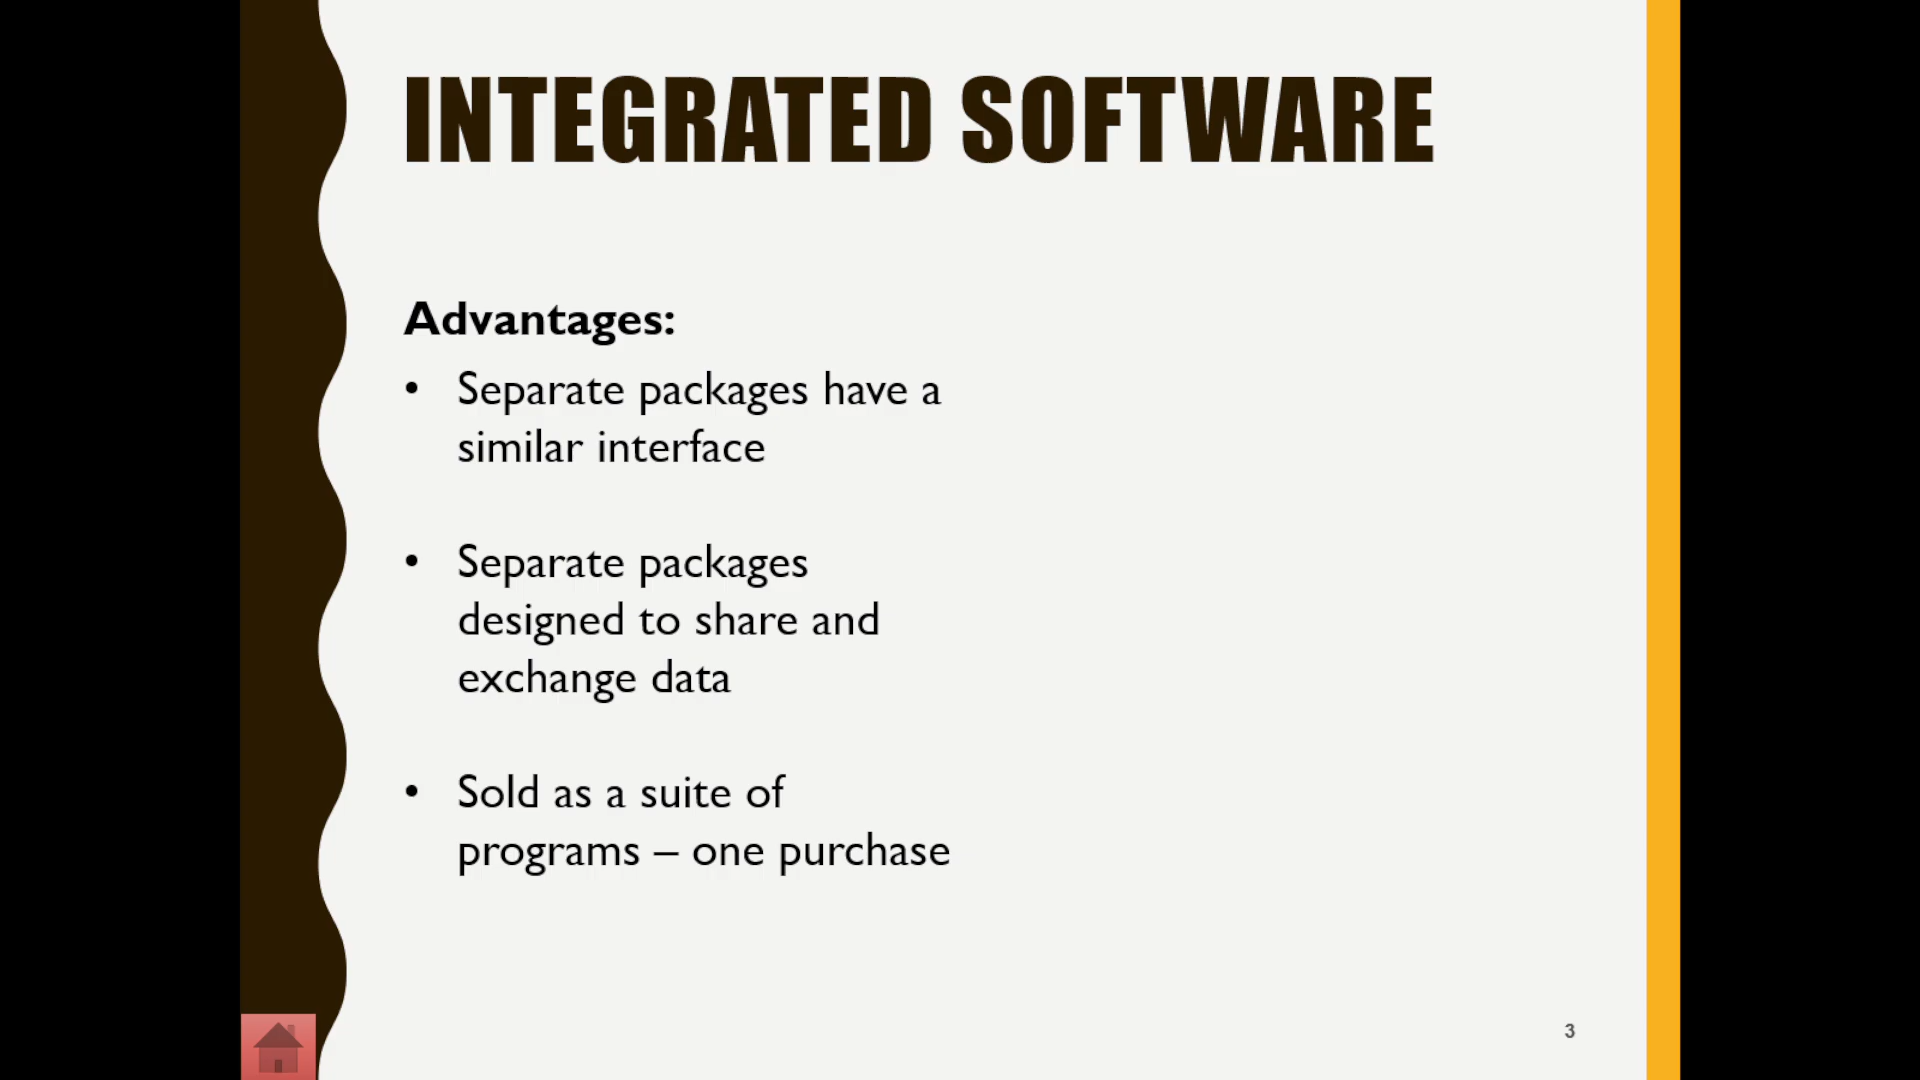 INTEGRATED SOFTWARE
Advantages:
• Separate packages have a
similar interface
• Separate packages
designed to share and
exchange data
• Sold as a suite of
programs – one purchase
3